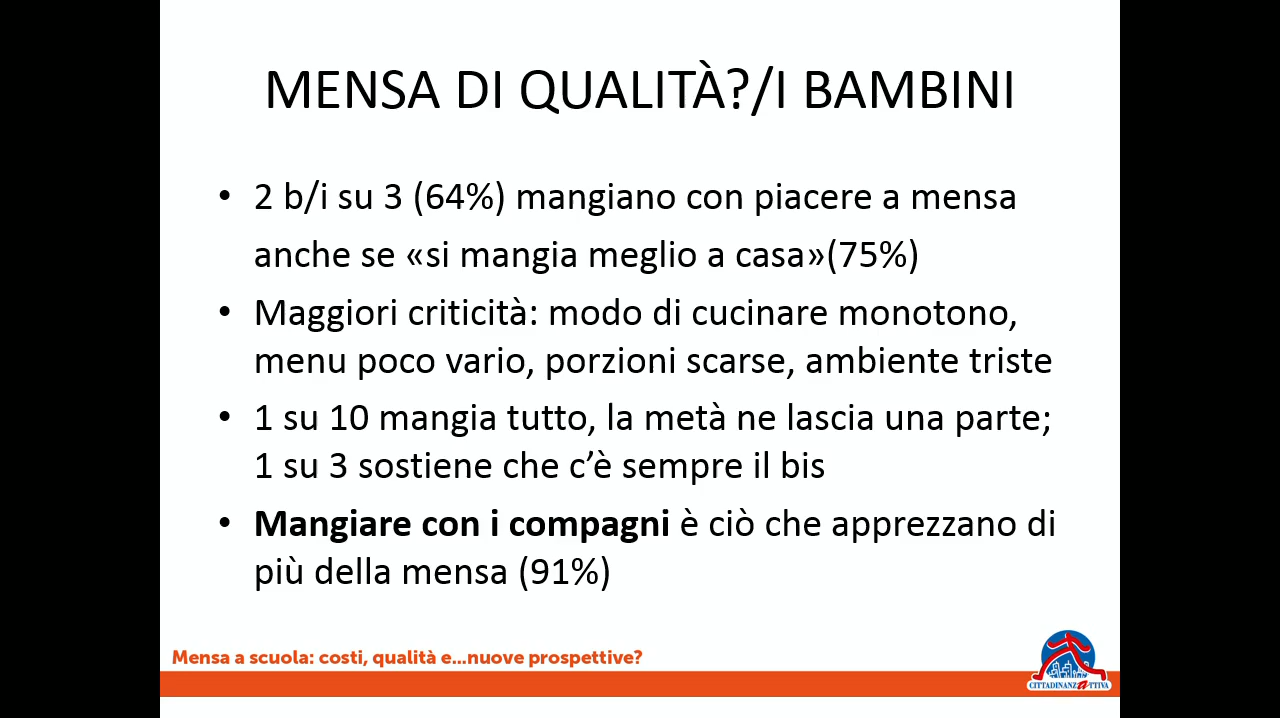 MENSA DI QUALITÀ?/I BAMBINI
• 2 b/i su 3 (64%) mangiano con piacere a mensa
anche se «si mangia meglio a casa»(75%)
• Maggiori criticità: modo di cucinare monotono,
menu poco vario, porzioni scarse, ambiente triste
• 1 su 10 mangia tutto, la metà ne lascia una parte;
1 su 3 sostiene che c’è sempre il bis
• Mangiare con i compagni è ciò che apprezzano di
più della mensa (91%)
Mensa a scuola: costi, qualità e...nuove prospettive?
CITTADINANZATTIVA